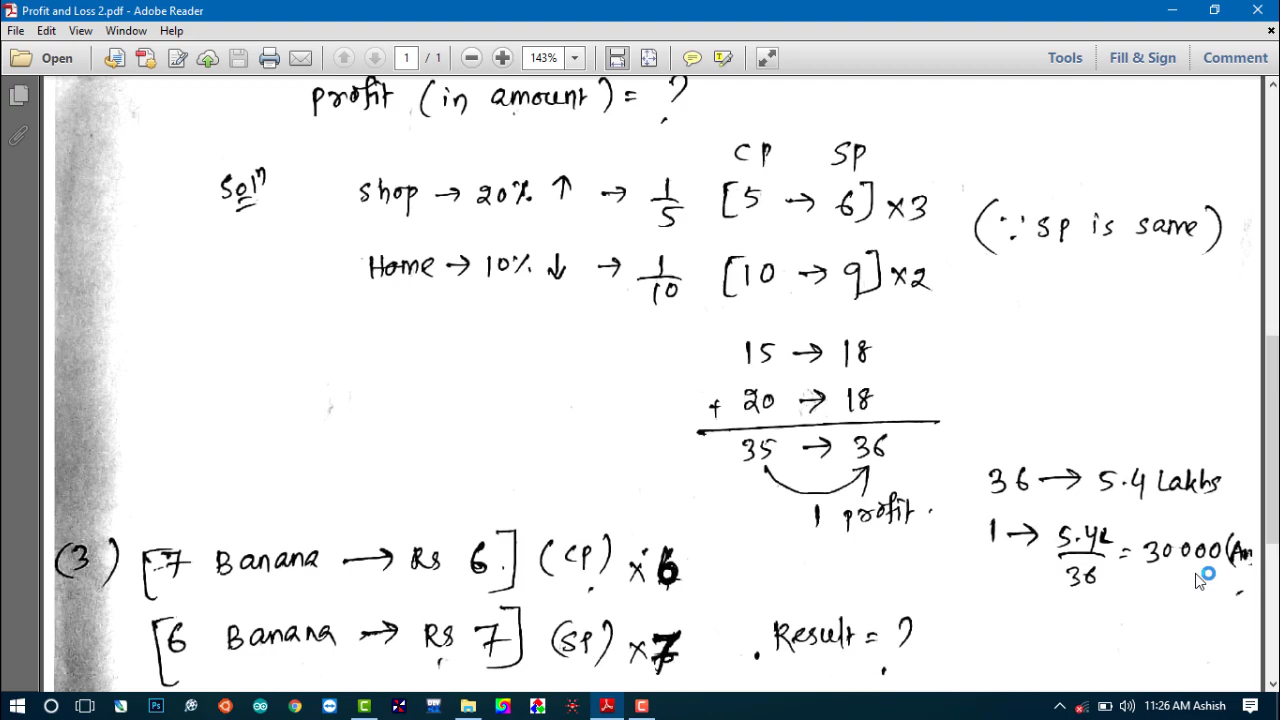 Profit and Loss 2.pdf - Adobe Reader
File Edit View Window Help
Open 1 / 1 143% Tools Fill & Sign Comment
Profit (in amount) = ?
CP SP
Solⁿ Shop → 20% ↑ → 1/5 [5 → 6] × 3 (∵ SP is same)
Home → 10% ↓ → 1/10 [10 → 9] × 2
15 → 18
+ 20 → 18
35 → 36
1 profit.
36 → 5.4 Lakhs
1 → 5.4L/36 = 30000 (An
(3) [7 Banana → Rs 6] (CP) × 6
[6 Banana → Rs 7] (SP) × 7 . Result = ?
11:26 AM Ashish